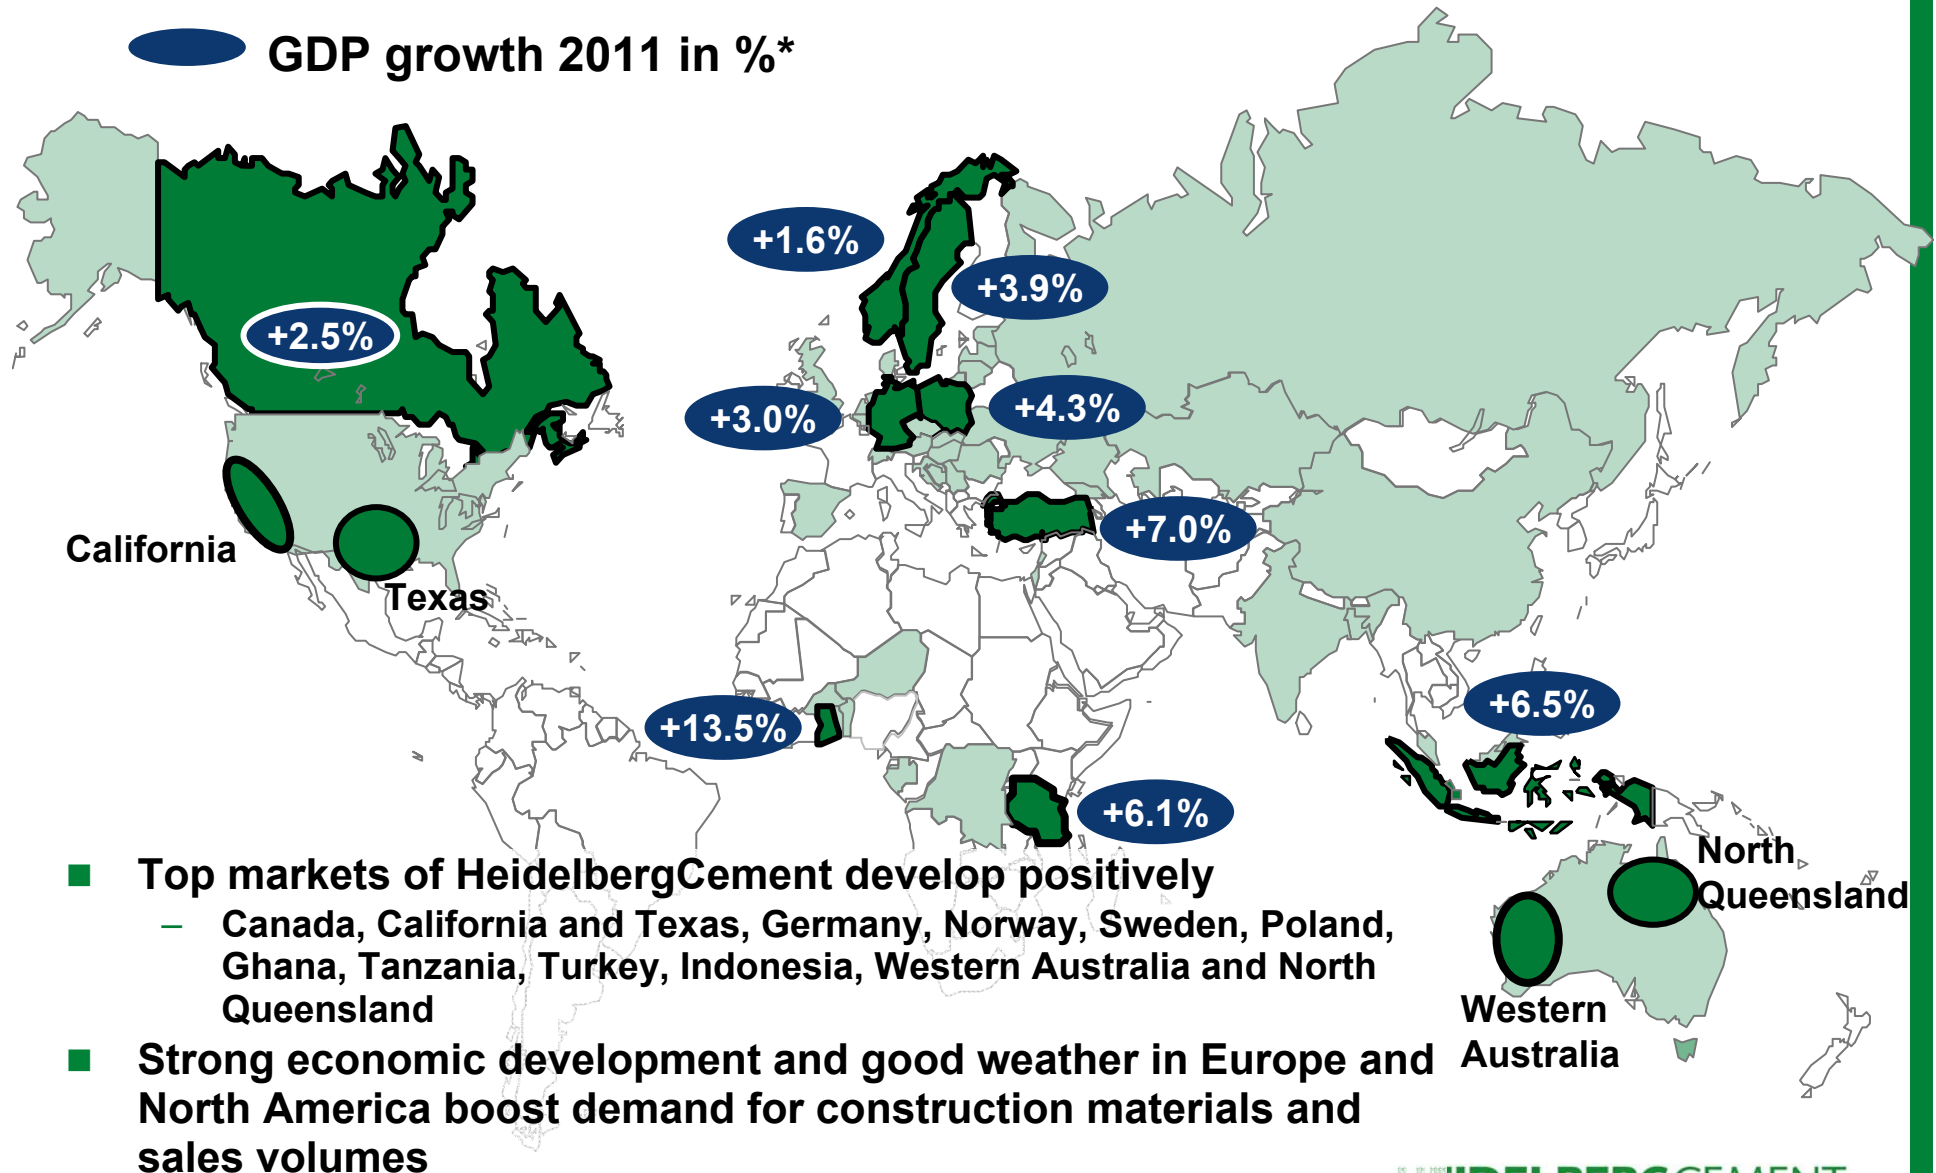 GDP growth 2011 in %*
+1.6%
+3.9%
+2.5%
+3.0%
+4.3%
+7.0%
California
Texas
+6.5%
+13.5%
+6.1%
North
Queensland
Western
Australia
■ Top markets of HeidelbergCement develop positively
– Canada, California and Texas, Germany, Norway, Sweden, Poland,
Ghana, Tanzania, Turkey, Indonesia, Western Australia and North
Queensland
■ Strong economic development and good weather in Europe and
North America boost demand for construction materials and
sales volumes